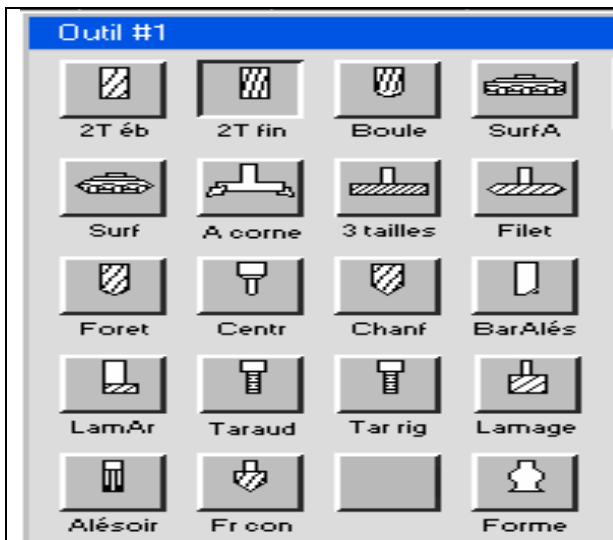 Outil #1
2T éb 2T fin Boule SurfA
Surf A corne 3 tailles Filet
Foret Centr Chanf BarAlés
LamAr Taraud Tar rig Lamage
Alésoir Fr con Forme